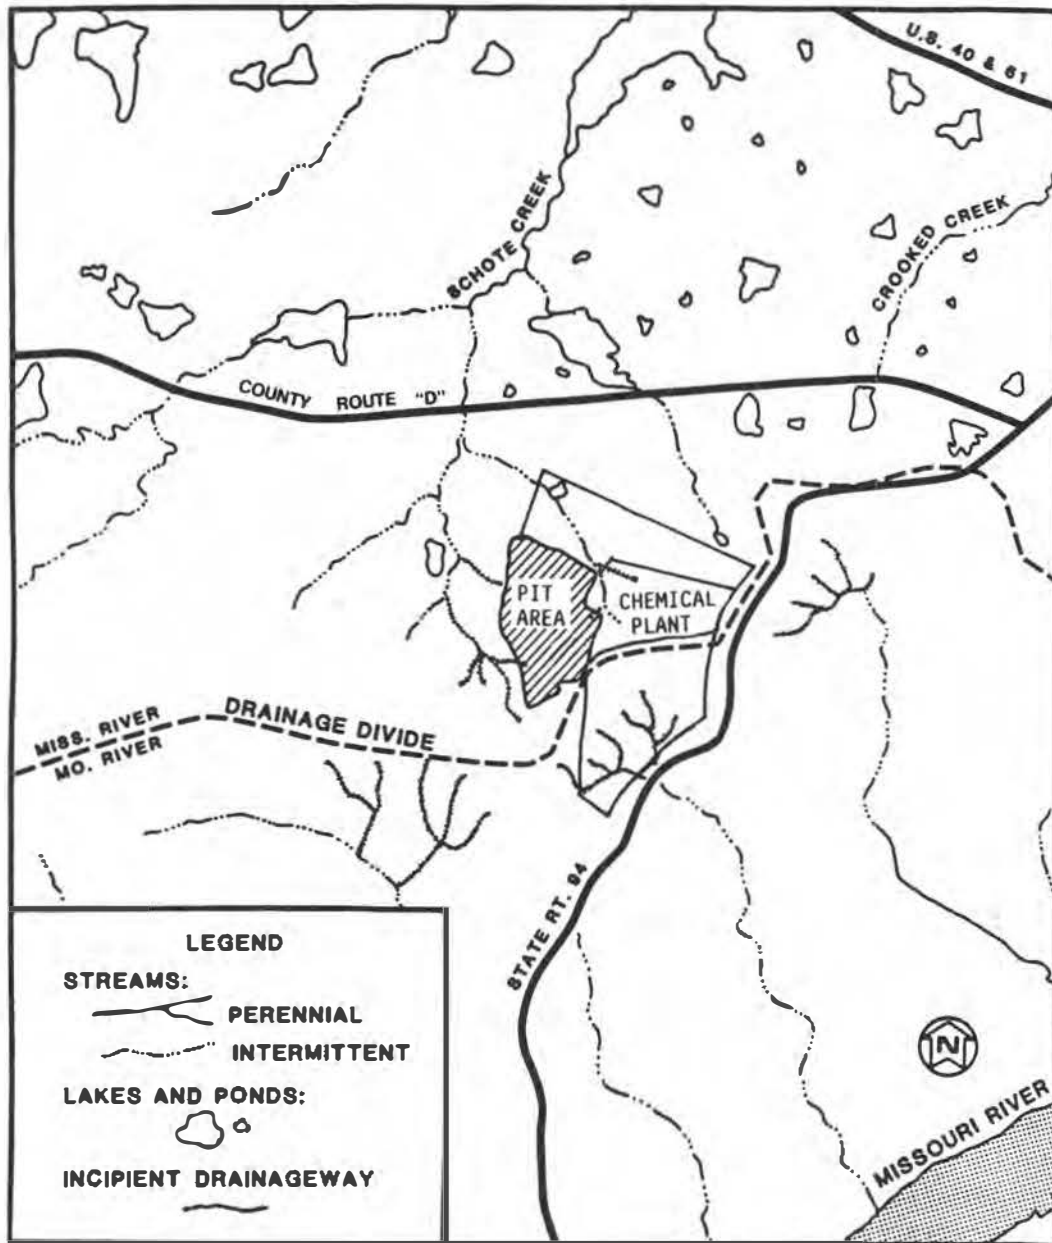 U.S. 40 & 61
SCHOTE CREEK
CROOKED CREEK
COUNTY ROUTE "D"
PIT
AREA
CHEMICAL
PLANT
MISS. RIVER
MO. RIVER
DRAINAGE DIVIDE
STATE RT. 94
LEGEND
STREAMS:
PERENNIAL
INTERMITTENT
LAKES AND PONDS:
INCIPIENT DRAINAGEWAY
N
MISSOURI RIVER